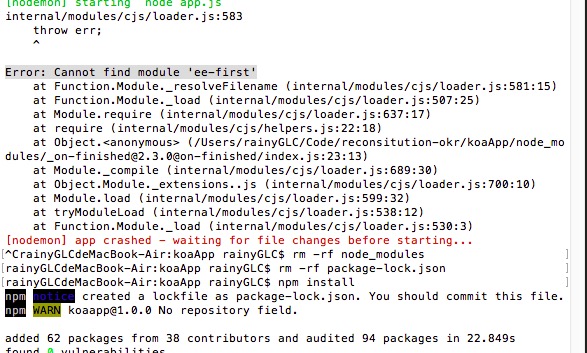 [nodemon] starting `node app.js`
internal/modules/cjs/loader.js:583
    throw err;
    ^
Error: Cannot find module 'ee-first'
    at Function.Module._resolveFilename (internal/modules/cjs/loader.js:581:15)
    at Function.Module._load (internal/modules/cjs/loader.js:507:25)
    at Module.require (internal/modules/cjs/loader.js:637:17)
    at require (internal/modules/cjs/helpers.js:22:18)
    at Object.<anonymous> (/Users/rainyGLC/Code/reconsitution-okr/koaApp/node_mo
dules/_on-finished@2.3.0@on-finished/index.js:23:13)
    at Module._compile (internal/modules/cjs/loader.js:689:30)
    at Object.Module._extensions..js (internal/modules/cjs/loader.js:700:10)
    at Module.load (internal/modules/cjs/loader.js:599:32)
    at tryModuleLoad (internal/modules/cjs/loader.js:538:12)
    at Function.Module._load (internal/modules/cjs/loader.js:530:3)
[nodemon] app crashed - waiting for file changes before starting...
[^CrainyGLCdeMacBook-Air:koaApp rainyGLC$ rm -rf node_modules ]
[rainyGLCdeMacBook-Air:koaApp rainyGLC$ rm -rf package-lock.json ]
[rainyGLCdeMacBook-Air:koaApp rainyGLC$ npm install ]
npm notice created a lockfile as package-lock.json. You should commit this file.
npm WARN koaapp@1.0.0 No repository field.
added 62 packages from 38 contributors and audited 94 packages in 22.849s
found 0 vulnerabilities